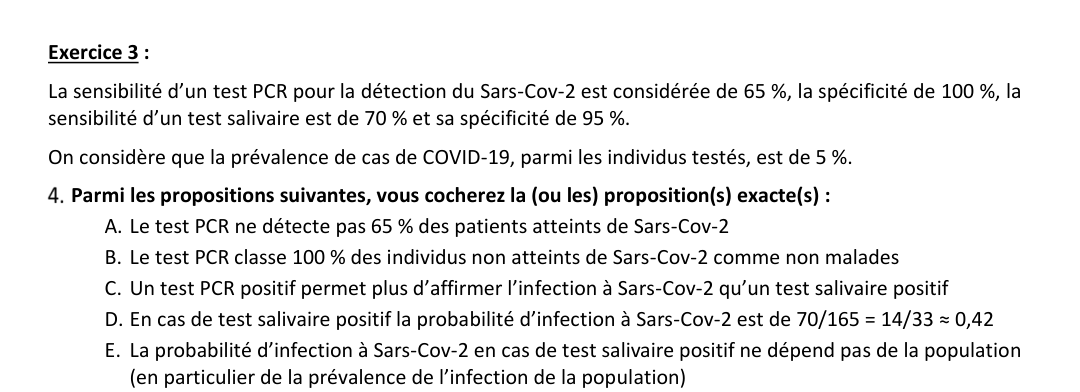 Exercice 3 :
La sensibilité d’un test PCR pour la détection du Sars-Cov-2 est considérée de 65 %, la spécificité de 100 %, la
sensibilité d’un test salivaire est de 70 % et sa spécificité de 95 %.
On considère que la prévalence de cas de COVID-19, parmi les individus testés, est de 5 %.
4. Parmi les propositions suivantes, vous cocherez la (ou les) proposition(s) exacte(s) :
A. Le test PCR ne détecte pas 65 % des patients atteints de Sars-Cov-2
B. Le test PCR classe 100 % des individus non atteints de Sars-Cov-2 comme non malades
C. Un test PCR positif permet plus d’affirmer l’infection à Sars-Cov-2 qu’un test salivaire positif
D. En cas de test salivaire positif la probabilité d’infection à Sars-Cov-2 est de 70/165 = 14/33 ≈ 0,42
E. La probabilité d’infection à Sars-Cov-2 en cas de test salivaire positif ne dépend pas de la population
(en particulier de la prévalence de l’infection de la population)